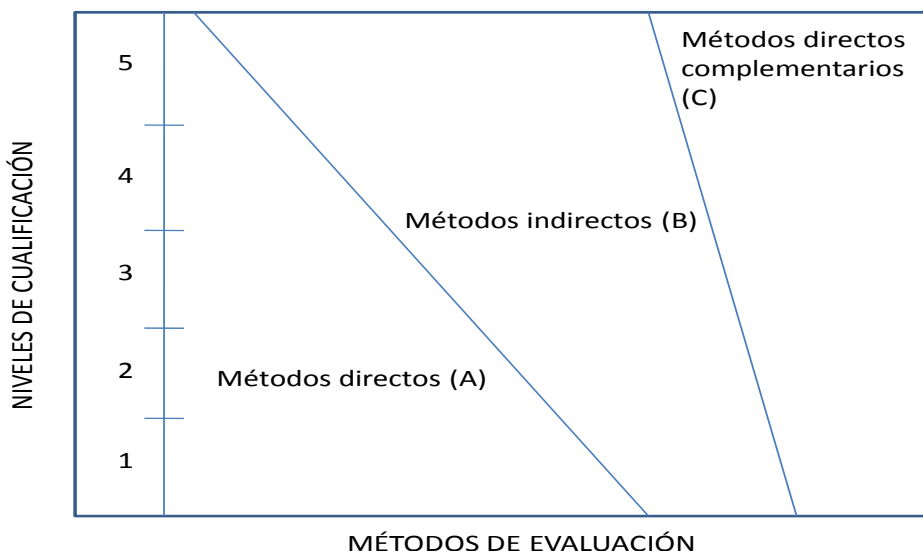 NIVELES DE CUALIFICACIÓN
5
4
3
2
1
Métodos directos
complementarios
(C)
Métodos indirectos (B)
Métodos directos (A)
MÉTODOS DE EVALUACIÓN